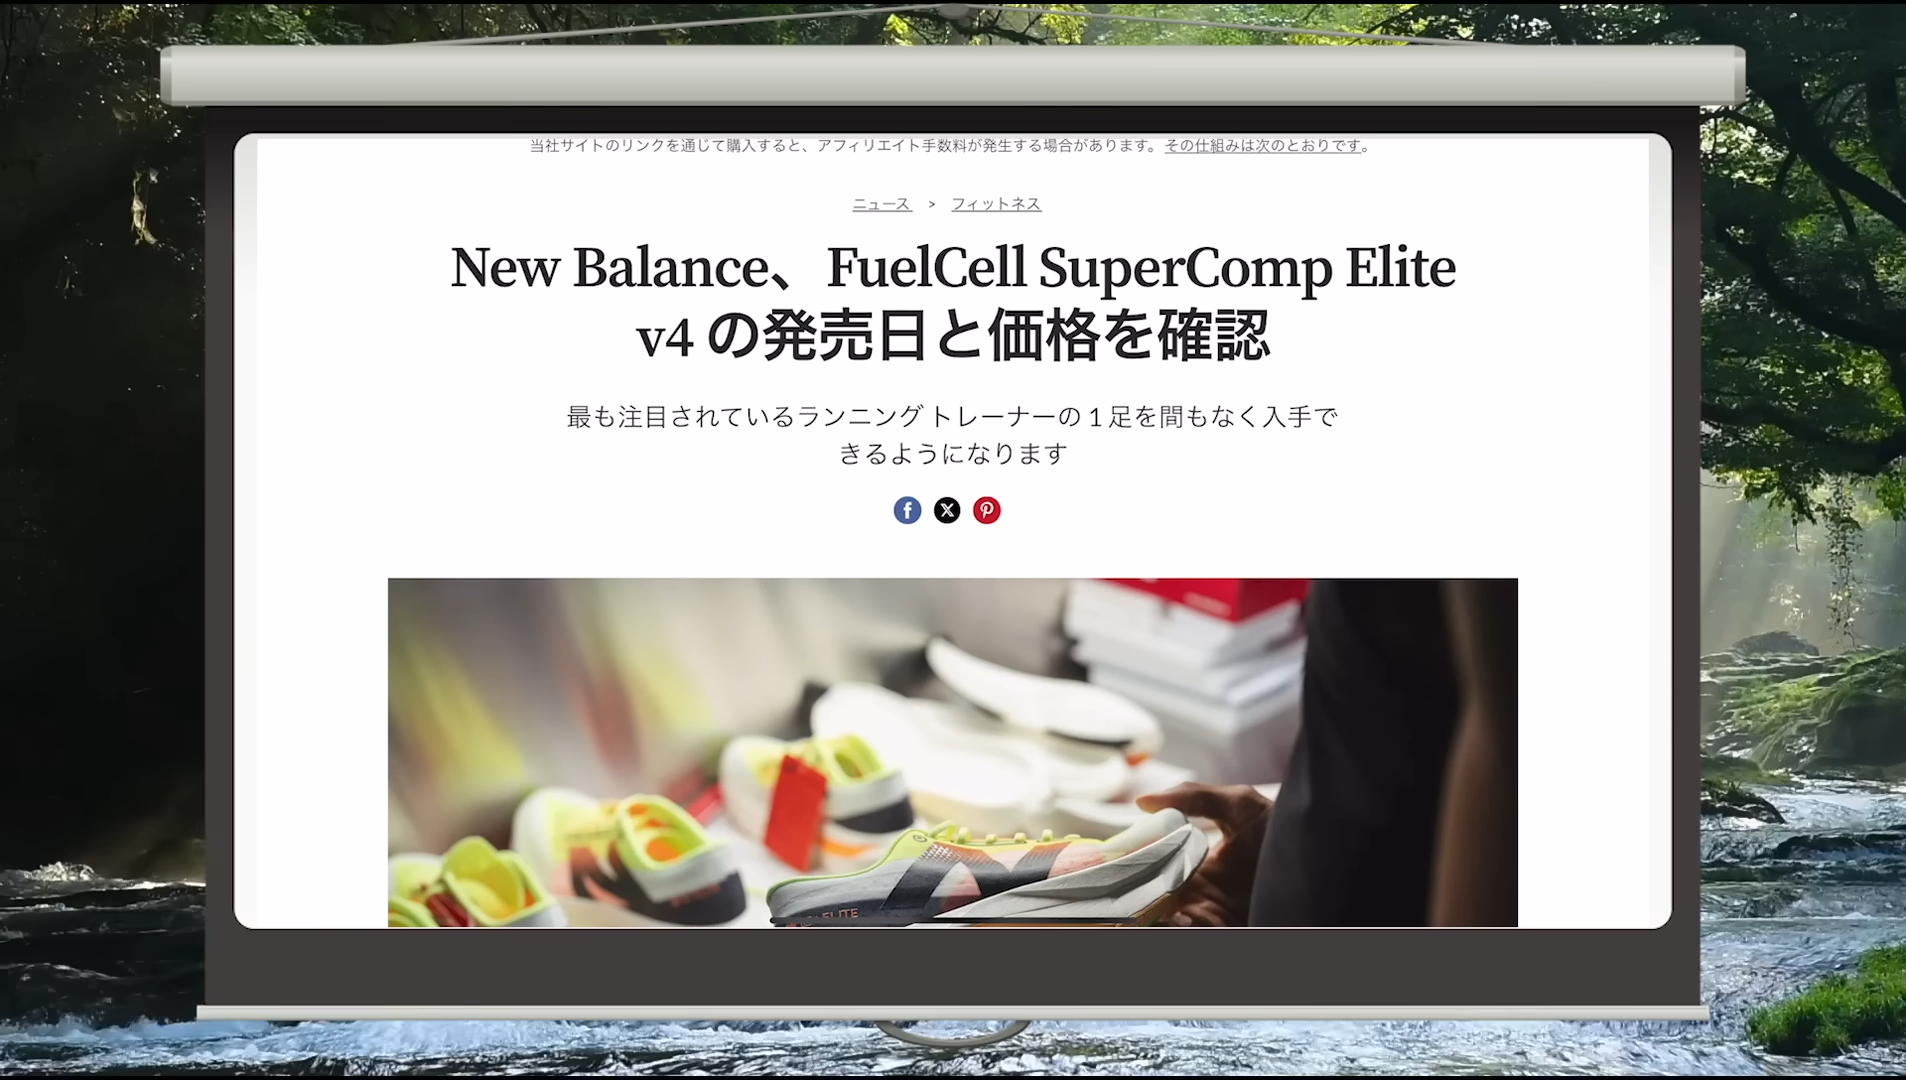 当社サイトのリンクを通じて購入すると、アフィリエイト手数料が発生する場合があります。その仕組みは次のとおりです。
ニュース > フィットネス
New Balance、FuelCell SuperComp Elite
v4 の発売日と価格を確認
最も注目されているランニングトレーナーの 1 足を間もなく入手で
きるようになります
ELITE